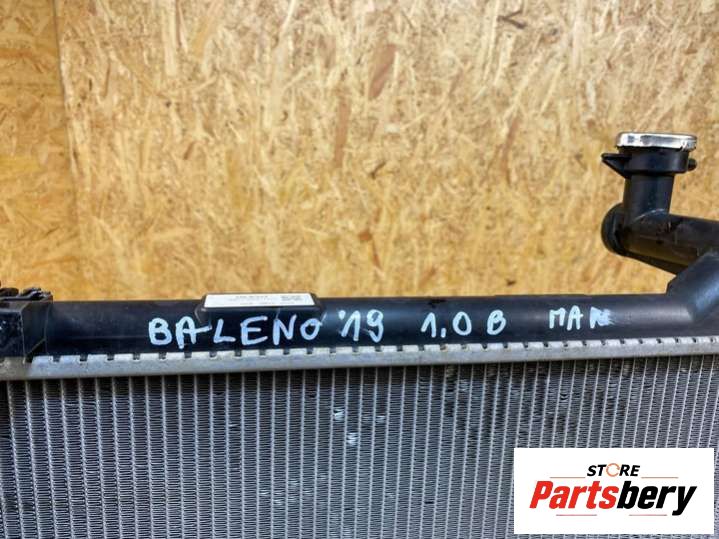 BALENO '19 1.0 B MAN
STORE
Partsbery